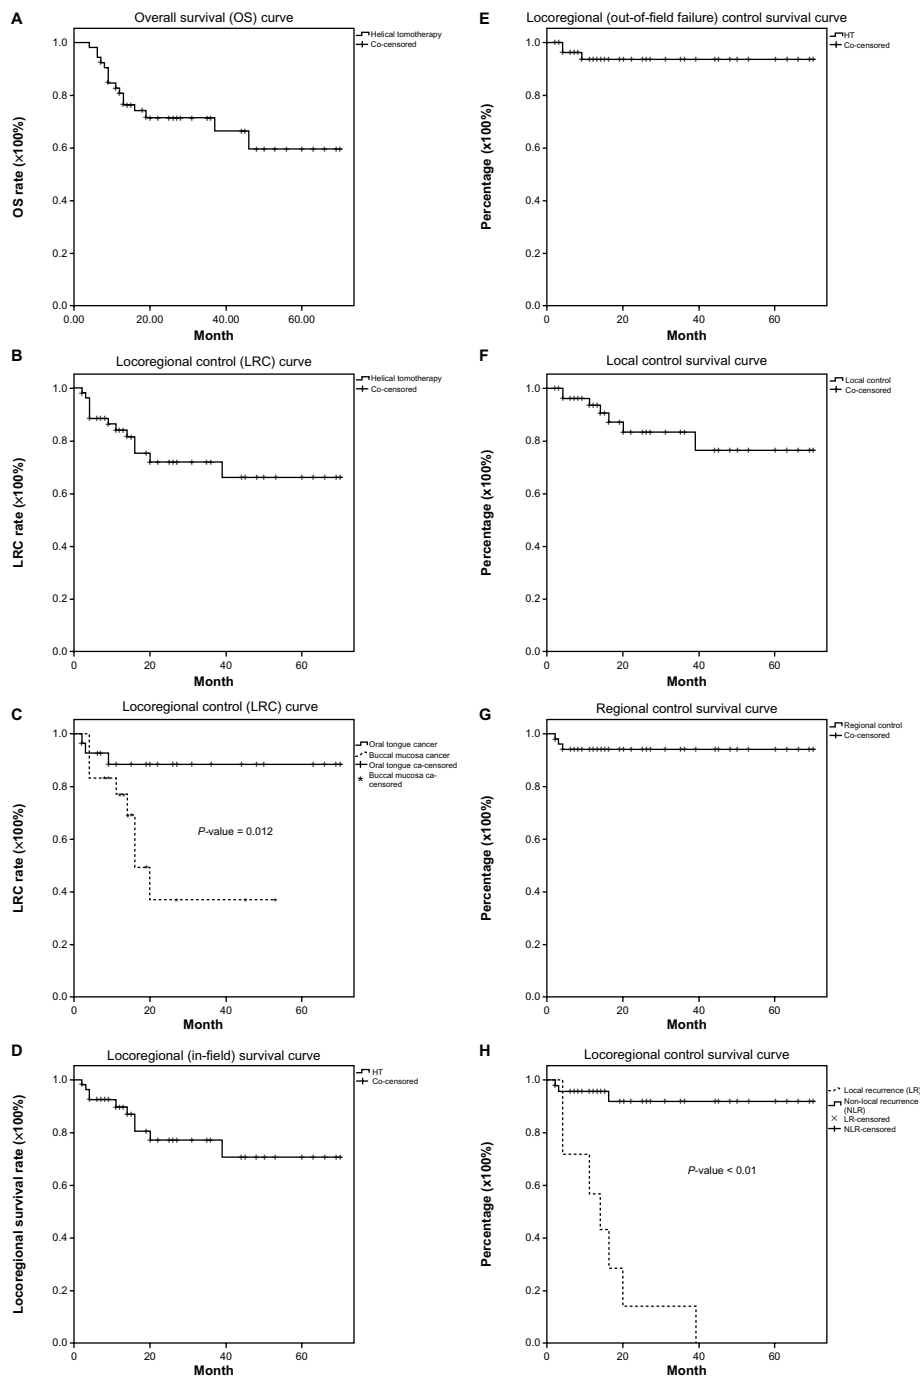 A
Overall survival (OS) curve
OS rate (×100%)
1.0
0.8
0.6
0.4
0.2
0.0
0.00
20.00
40.00
60.00
Month
Helical tomotherapy
Co-censored
B
Locoregional control (LRC) curve
LRC rate (×100%)
1.0
0.8
0.6
0.4
0.2
0.0
0
20
40
60
Month
Helical tomotherapy
Co-censored
C
Locoregional control (LRC) curve
LRC rate (×100%)
1.0
0.8
0.6
0.4
0.2
0.0
0
20
40
60
Month
P-value = 0.012
Oral tongue cancer
Buccal mucosa cancer
Oral tongue ca-censored
Buccal mucosa ca-
censored
D
Locoregional (in-field) survival curve
Locoregional survival rate (×100%)
1.0
0.8
0.6
0.4
0.2
0.0
0
20
40
60
Month
HT
Co-censored
E
Locoregional (out-of-field failure) control survival curve
Percentage (x100%)
1.0
0.8
0.6
0.4
0.2
0.0
0
20
40
60
Month
HT
Co-censored
F
Local control survival curve
Percentage (x100%)
1.0
0.8
0.6
0.4
0.2
0.0
0
20
40
60
Month
Local control
Co-censored
G
Regional control survival curve
Percentage (x100%)
1.0
0.8
0.6
0.4
0.2
0.0
0
20
40
60
Month
Regional control
Co-censored
H
Locoregional control survival curve
Percentage (x100%)
1.0
0.8
0.6
0.4
0.2
0.0
0
20
40
60
Month
P-value < 0.01
Local recurrence (LR)
Non-local recurrence
(NLR)
LR-censored
NLR-censored